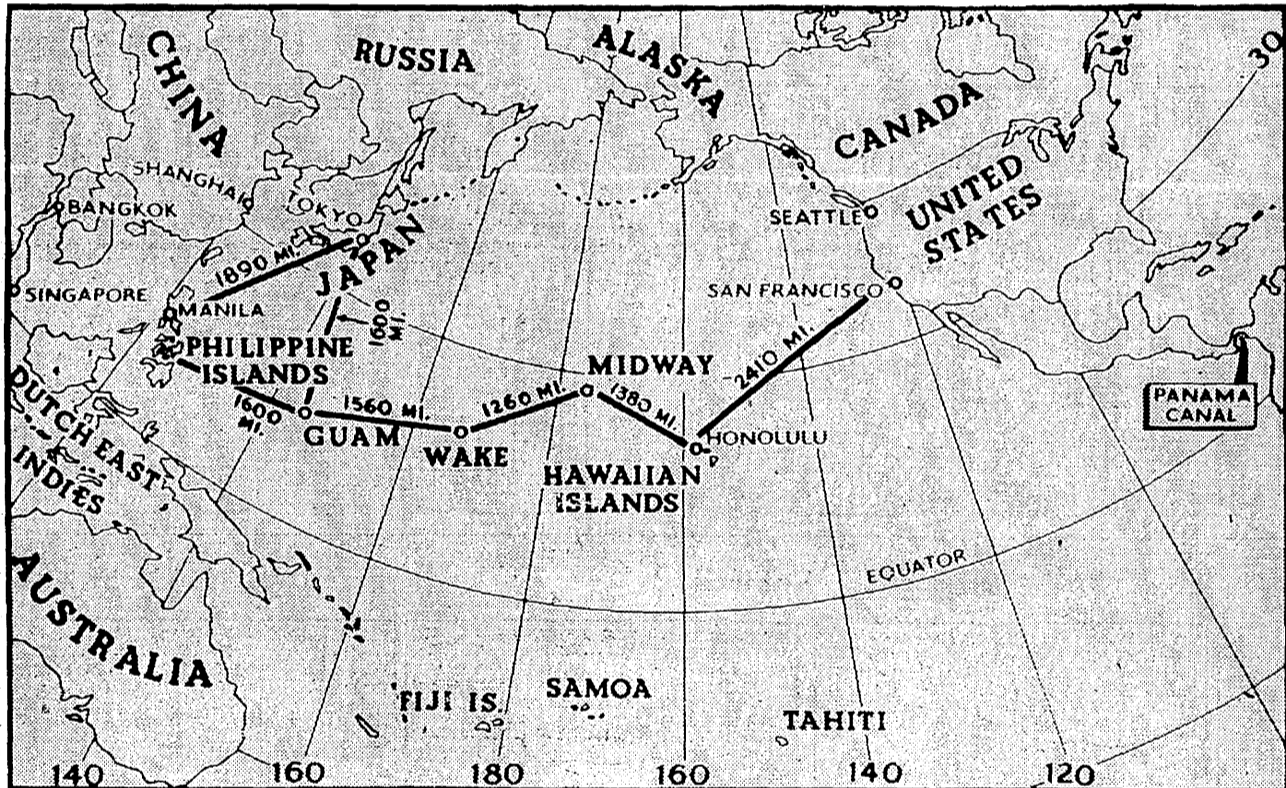 CHINA
RUSSIA
ALASKA
CANADA
30
SHANGHAI
TOKYO
BANGKOK
SEATTLE
UNITED
STATES
1890 MI.
JAPAN
SINGAPORE
MANILA
SAN FRANCISCO
1600
MI.
2410 MI.
PHILIPPINE
ISLANDS
MIDWAY
DUTCH EAST
INDIES
1600
MI.
1560 MI.
1260 MI.
1380 MI.
PANAMA
CANAL
GUAM
WAKE
HONOLULU
HAWAIIAN
ISLANDS
EQUATOR
AUSTRALIA
FIJI IS.
SAMOA
TAHITI
140
160
180
160
140
120